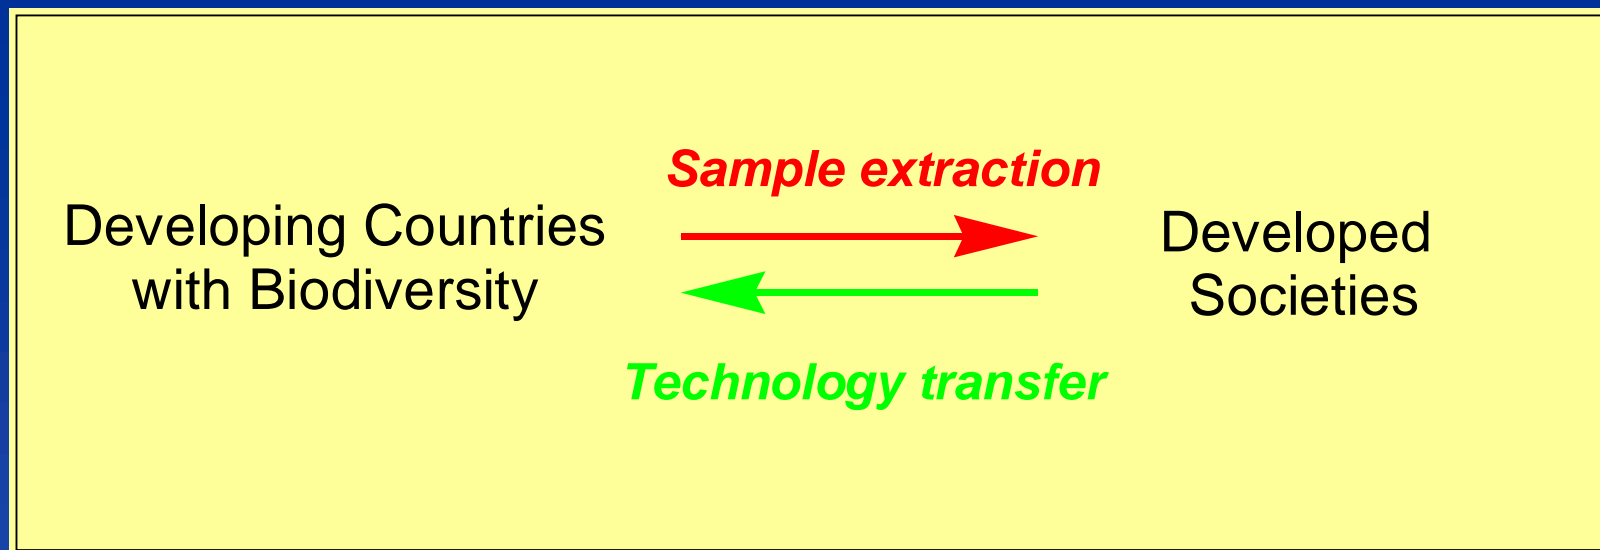 Sample extraction
Developing Countries
with Biodiversity
Developed
Societies
Technology transfer